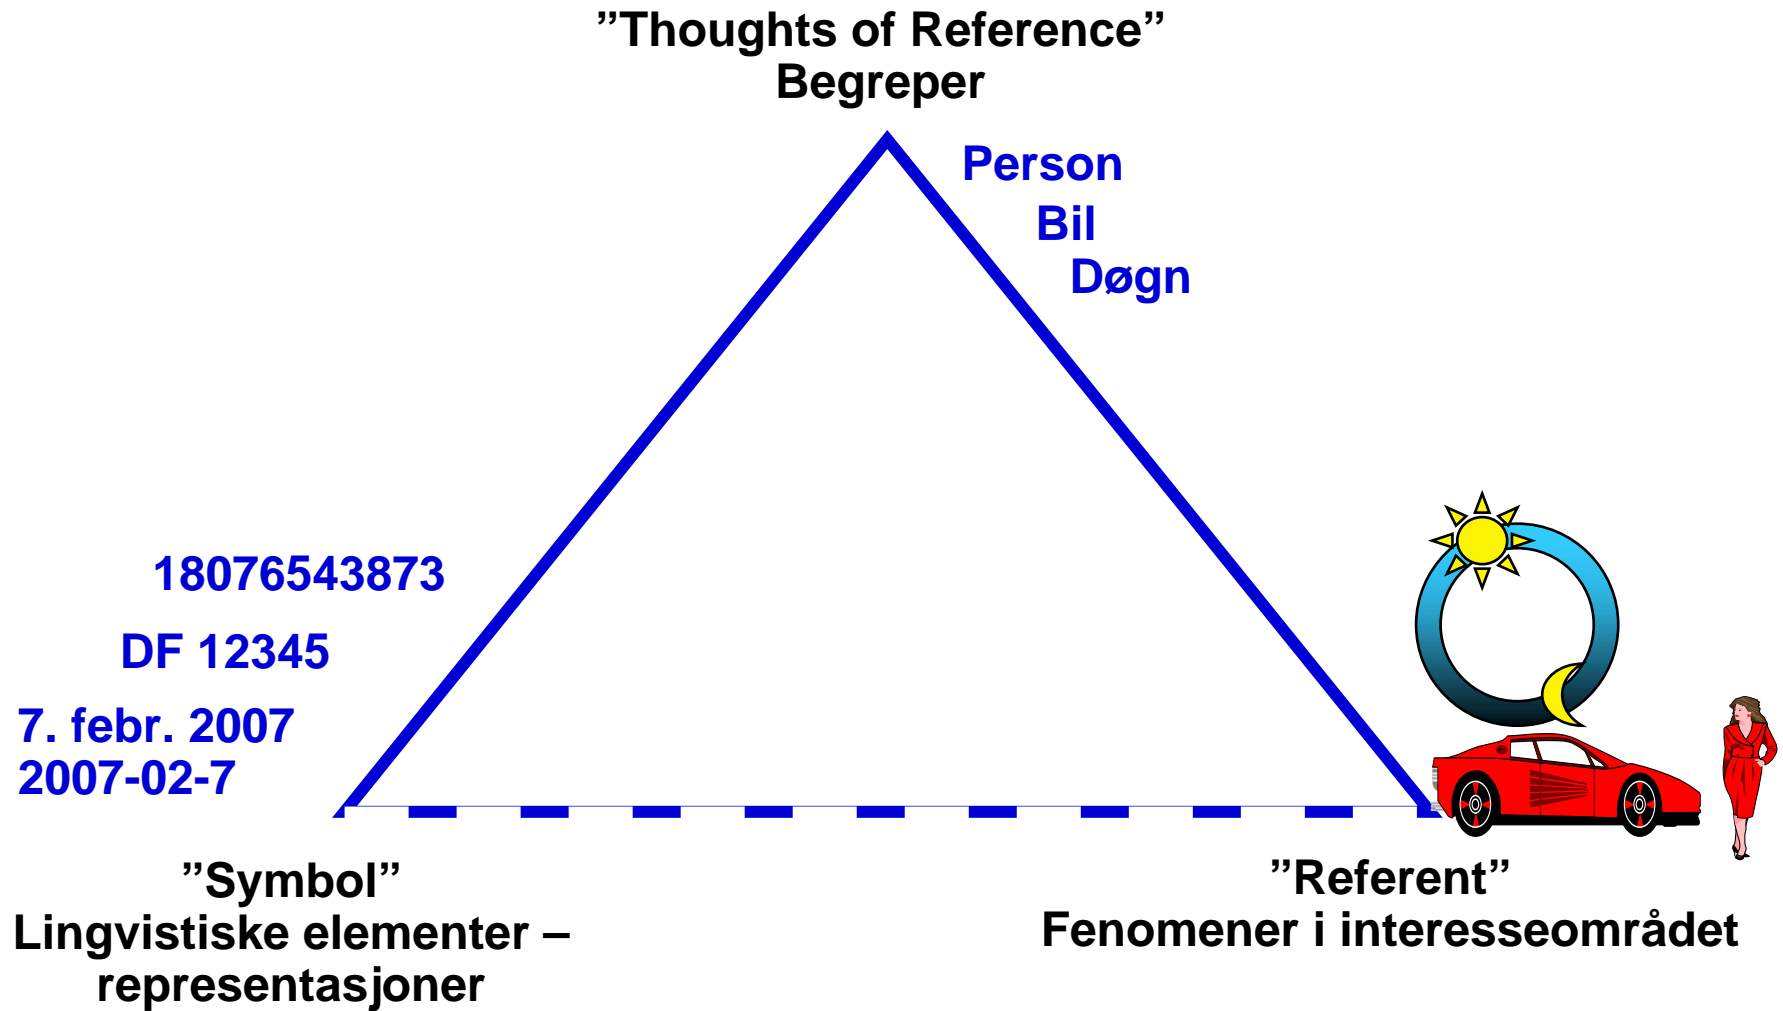 ”Thoughts of Reference”
Begreper
Person
Bil
Døgn
18076543873
DF 12345
7. febr. 2007
2007-02-7
”Symbol”
Lingvistiske elementer –
representasjoner
”Referent”
Fenomener i interesseområdet